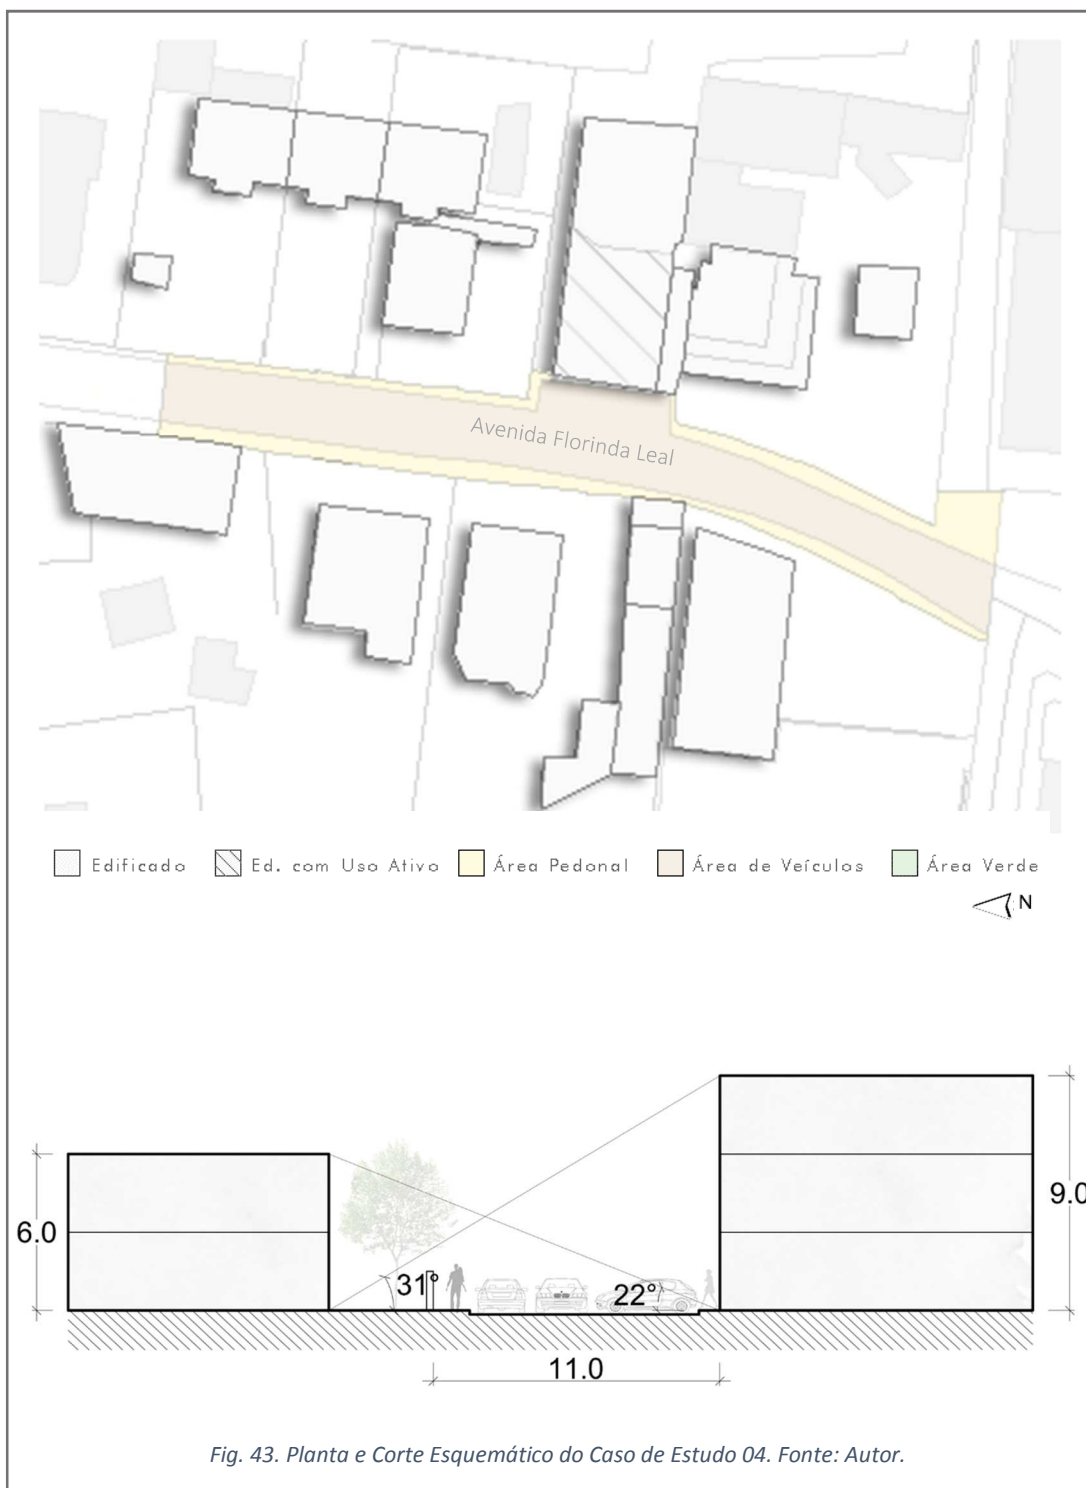 Avenida Florinda Leal
Edificado Ed. com Uso Ativo Área Pedonal Área de Veículos Área Verde
N
6.0
31°
22°
9.0
11.0
Fig. 43. Planta e Corte Esquemático do Caso de Estudo 04. Fonte: Autor.